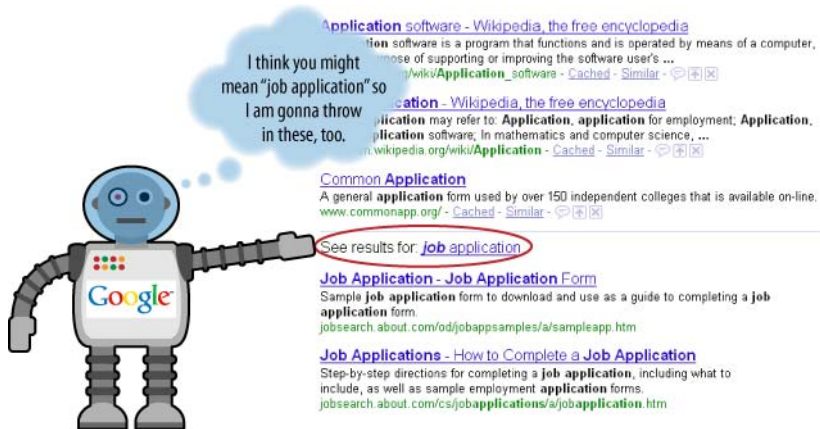 I think you might
mean "job application" so
I am gonna throw
in these, too.
Google
Application software - Wikipedia, the free encyclopedia
tion software is a program that functions and is operated by means of a computer,
ose of supporting or improving the software user's ...
/wiki/Application_software - Cached - Similar -
cation - Wikipedia, the free encyclopedia
plication may refer to: Application, application for employment; Application,
plication software; In mathematics and computer science, ...
.wikipedia.org/wiki/Application - Cached - Similar -
Common Application
A general application form used by over 150 independent colleges that is available on-line.
www.commonapp.org/ - Cached - Similar -
See results for: job application
Job Application - Job Application Form
Sample job application form to download and use as a guide to completing a job
application form.
jobsearch.about.com/od/jobappsamples/a/sampleapp.htm
Job Applications - How to Complete a Job Application
Step-by-step directions for completing a job application, including what to
include, as well as sample employment application forms.
jobsearch.about.com/cs/jobapplications/a/jobapplication.htm